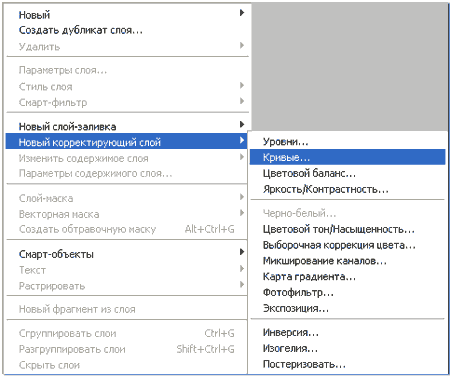 Новый
Создать дубликат слоя...
Удалить
Параметры слоя...
Стиль слоя
Смарт-фильтр
Новый слой-заливка
Новый корректирующий слой
Изменить содержимое слоя
Параметры содержимого слоя...
Слой-маска
Векторная маска
Создать обтравочную маску Alt+Ctrl+G
Смарт-объекты
Текст
Растрировать
Новый фрагмент из слоя
Сгруппировать слои Ctrl+G
Разгруппировать слои Shift+Ctrl+G
Скрыть слои
Уровни...
Кривые...
Цветовой баланс...
Яркость/Контрастность...
Черно-белый...
Цветовой тон/Насыщенность...
Выборочная коррекция цвета...
Микширование каналов...
Карта градиента...
Фотофильтр...
Экспозиция...
Инверсия...
Изогелия...
Постеризовать...